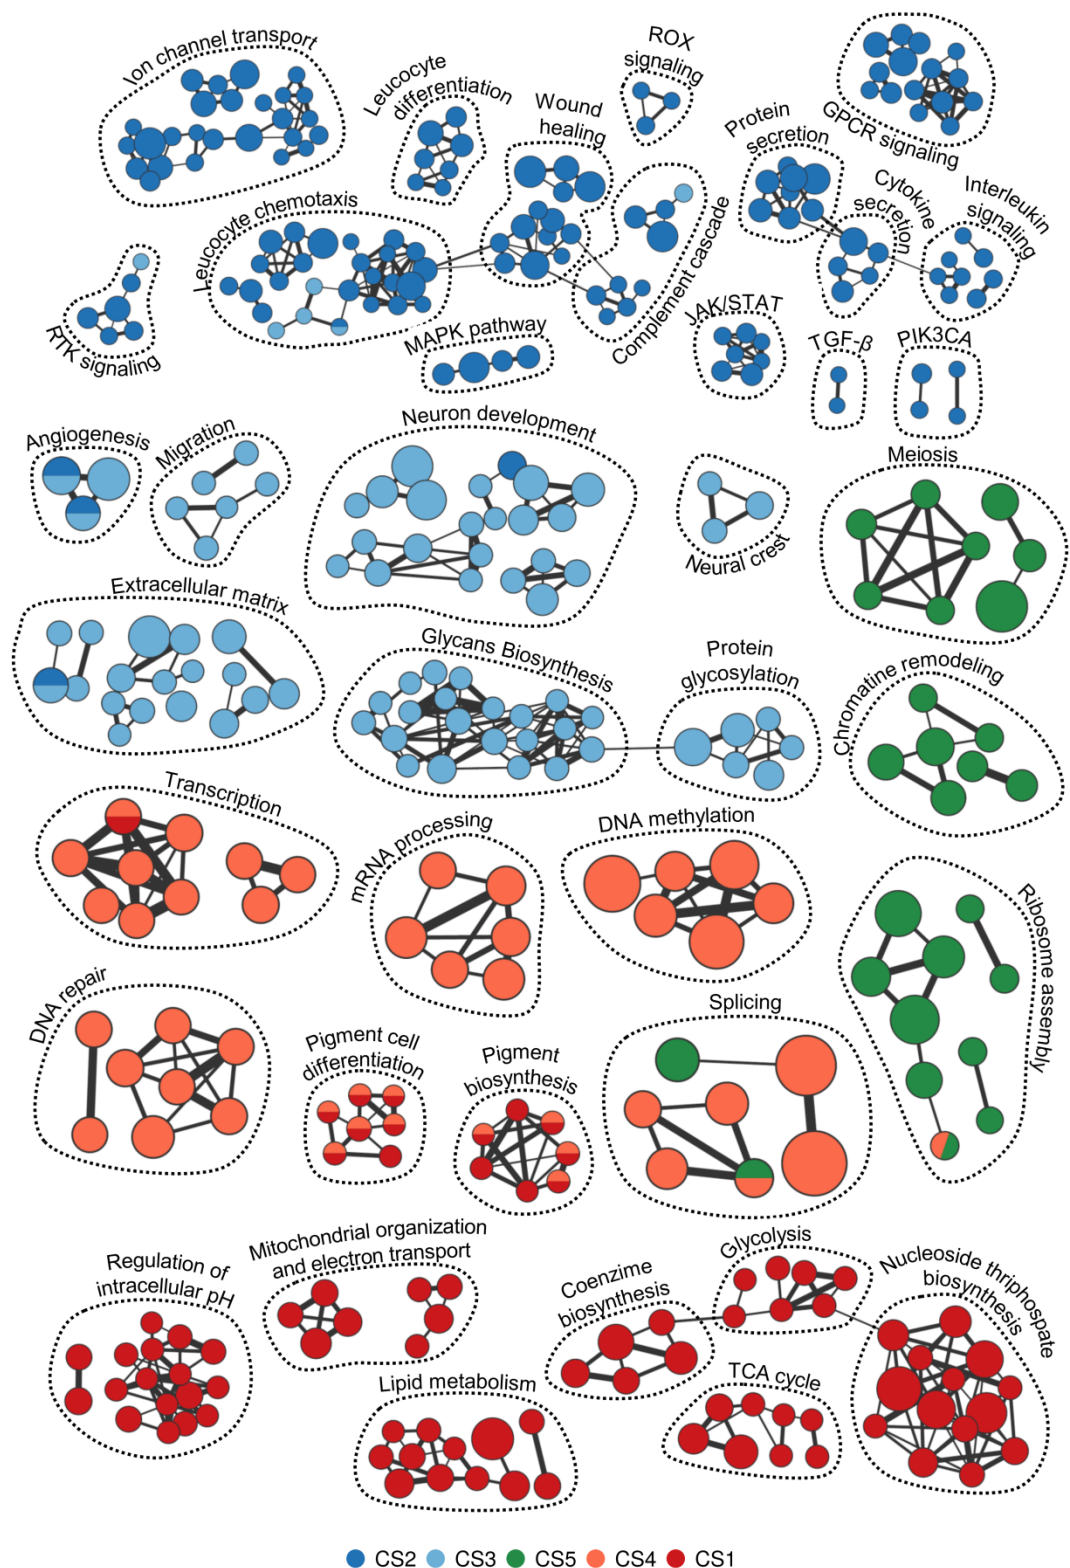 Ion channel transport
Leucocyte
differentiation
ROX
signaling
Wound
healing
Protein
secretion
GPCR signaling
Cytokine
secretion
Interleukin
signaling
Leucocyte chemotaxis
Complement cascade
RTK signaling
MAPK pathway
JAK/STAT
TGF-β
PIK3CA
Angiogenesis
Migration
Neuron development
Neural crest
Meiosis
Extracellular matrix
Glycans Biosynthesis
Protein
glycosylation
Chromatine remodeling
Transcription
mRNA processing
DNA methylation
Ribosome assembly
DNA repair
Pigment cell
differentiation
Pigment
biosynthesis
Splicing
Regulation of
intracellular pH
Mitochondrial organization
and electron transport
Coenzyme
biosynthesis
Glycolysis
Nucleoside thriphospate
biosynthesis
Lipid metabolism
TCA cycle
CS2 CS3 CS5 CS4 CS1